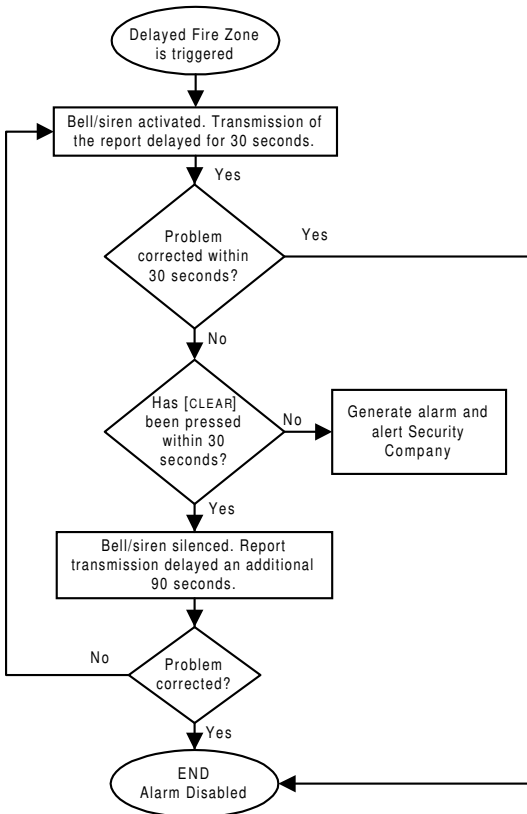 Delayed Fire Zone
is triggered
Bell/siren activated. Transmission of
the report delayed for 30 seconds.
Yes
Problem
corrected within
30 seconds?
Yes
No
Has [CLEAR]
been pressed
within 30
seconds?
No
Generate alarm and
alert Security
Company
Yes
Bell/siren silenced. Report
transmission delayed an additional
90 seconds.
No
Problem
corrected?
Yes
END
Alarm Disabled